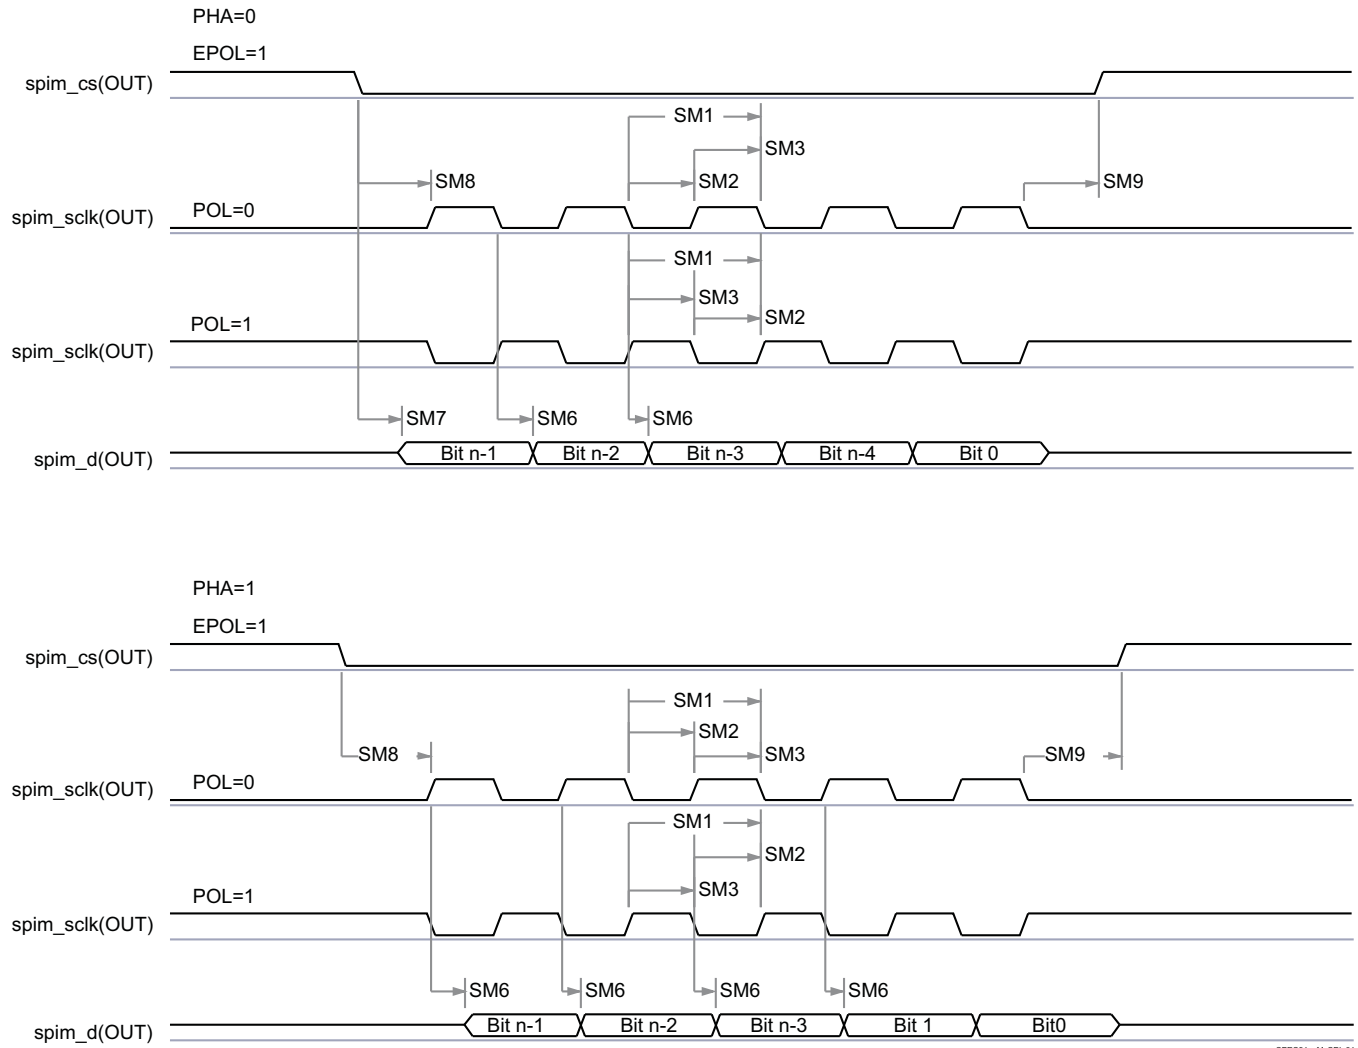 PHA=0
EPOL=1
spim_cs(OUT)
SM1
SM3
SM8
SM2
SM9
POL=0
spim_sclk(OUT)
SM1
SM3
SM2
POL=1
spim_sclk(OUT)
SM7
SM6
SM6
spim_d(OUT)
Bit n-1
Bit n-2
Bit n-3
Bit n-4
Bit 0
PHA=1
EPOL=1
spim_cs(OUT)
SM1
SM2
SM8
SM3
SM9
POL=0
spim_sclk(OUT)
SM1
SM2
SM3
POL=1
spim_sclk(OUT)
SM6
SM6
SM6
SM6
spim_d(OUT)
Bit n-1
Bit n-2
Bit n-3
Bit 1
Bit0